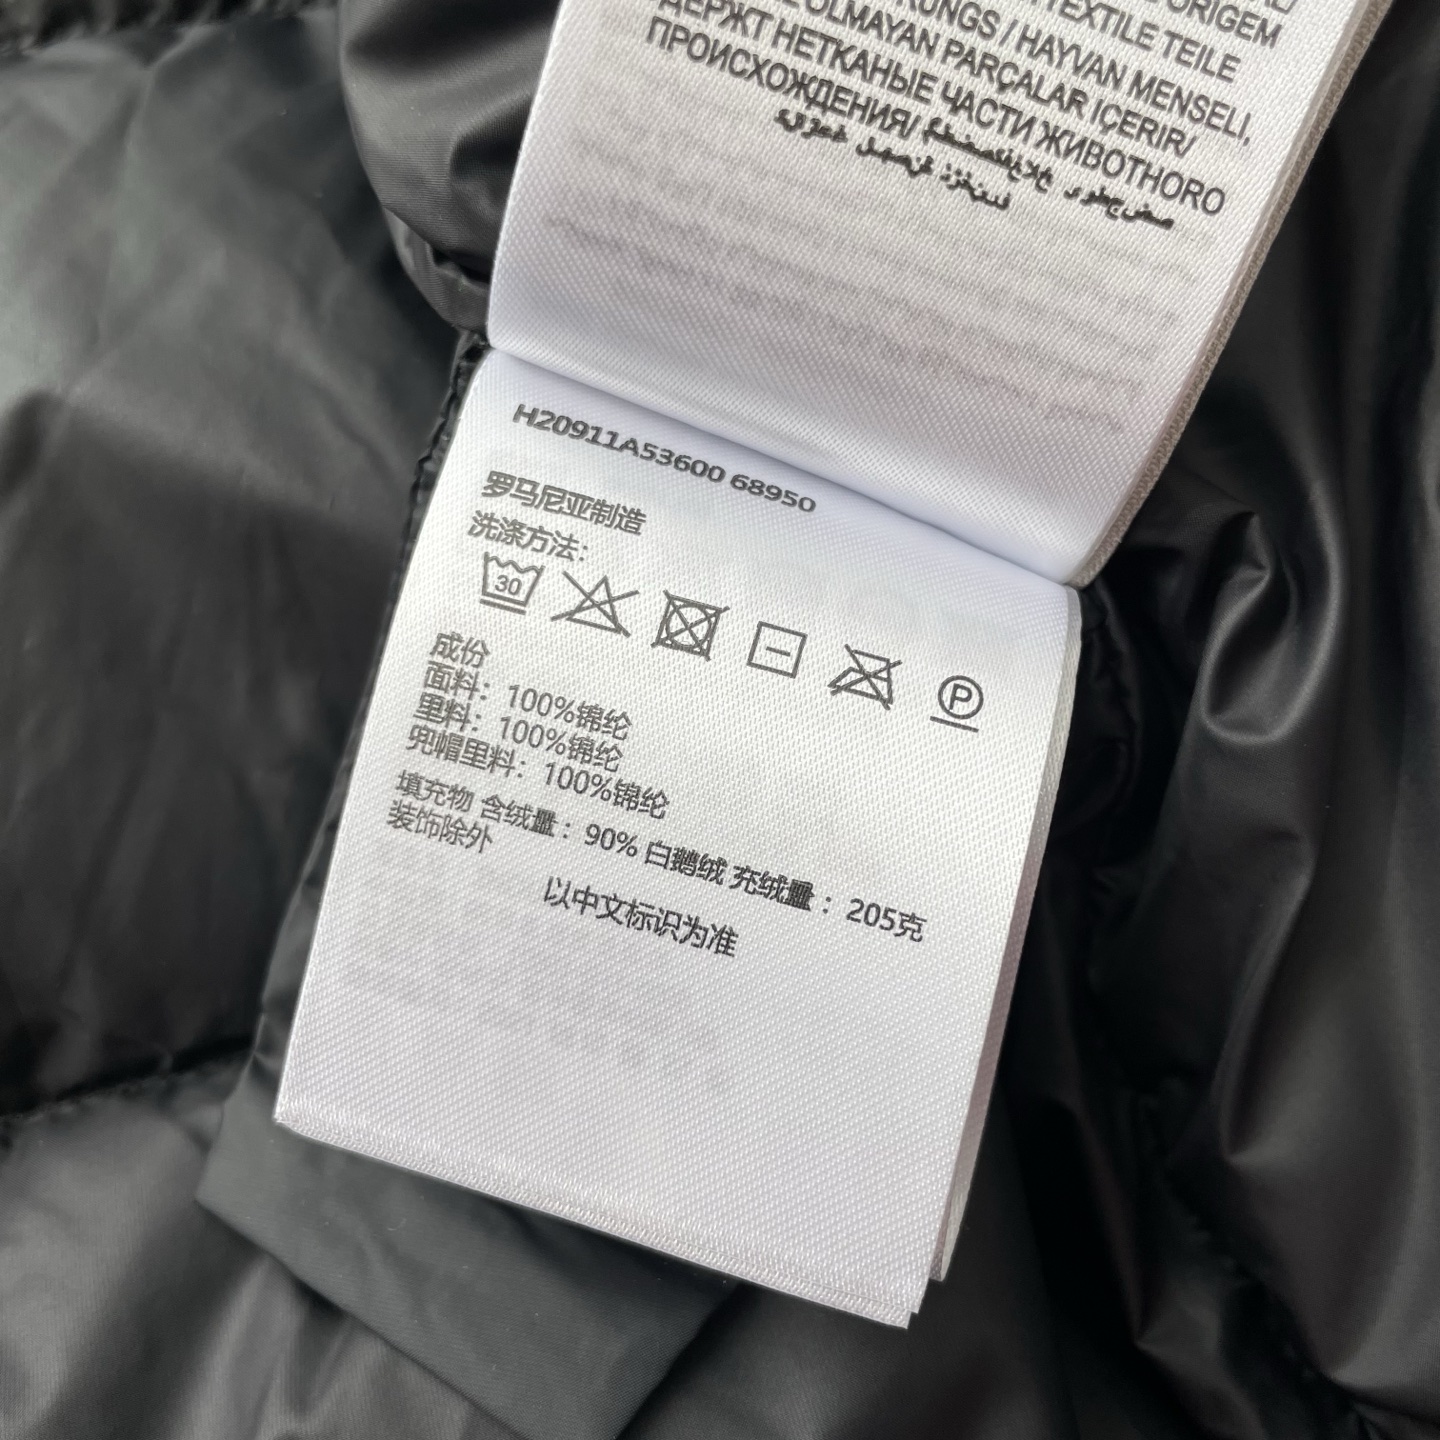 ORIGEM
RUNGS / HAYVAN MENSELİ,
TEXTILE TEILE
OLMAYAN PARÇALAR IÇERIR/
ДЕРЖТ НЕТКАНЫЕ ЧАСТИ ЖИВОТНОГО
ПРОИСХОЖДЕНИЯ/
H20911A53600 68950
罗马尼亚制造
洗涤方法:
30
P
成份
面料：100%锦纶
里料：100%锦纶
兜帽里料：100%锦纶
填充物 含绒量：90% 白鹅绒 充绒量：205克
装饰除外
以中文标识为准